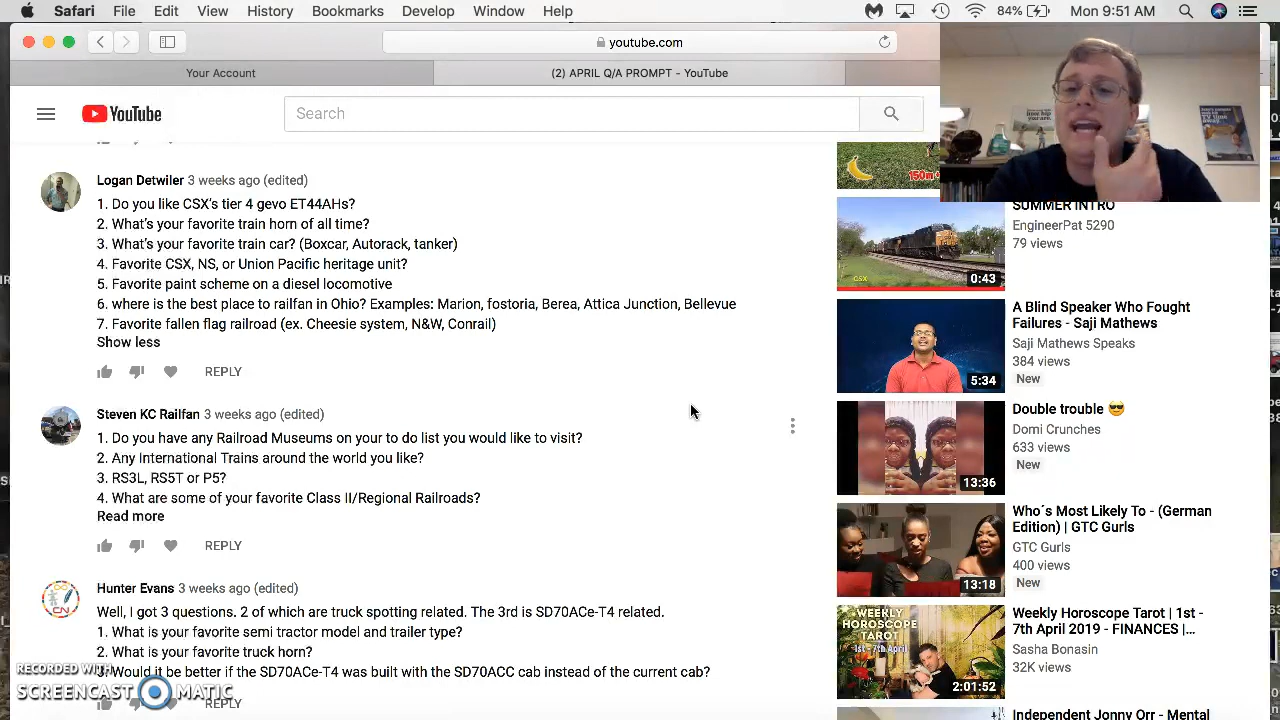 Safari File Edit View History Bookmarks Develop Window Help 84% Mon 9:51 AM
youtube.com
Your Account
(2) APRIL Q/A PROMPT - YouTube
YouTube
Search
Logan Detwiler 3 weeks ago (edited)
1. Do you like CSX's tier 4 gevo ET44AHs?
2. What's your favorite train horn of all time?
3. What's your favorite train car? (Boxcar, Autorack, tanker)
4. Favorite CSX, NS, or Union Pacific heritage unit?
5. Favorite paint scheme on a diesel locomotive
6. where is the best place to railfan in Ohio? Examples: Marion, fostoria, Berea, Attica Junction, Bellevue
7. Favorite fallen flag railroad (ex. Cheesie system, N&W, Conrail)
Show less
REPLY
Steven KC Railfan 3 weeks ago (edited)
1. Do you have any Railroad Museums on your to do list you would like to visit?
2. Any International Trains around the world you like?
3. RS3L, RS5T or P5?
4. What are some of your favorite Class II/Regional Railroads?
Read more
REPLY
Hunter Evans 3 weeks ago (edited)
Well, I got 3 questions. 2 of which are truck spotting related. The 3rd is SD70ACe-T4 related.
1. What is your favorite semi tractor model and trailer type?
2. What is your favorite truck horn?
3. Would it be better if the SD70ACe-T4 was built with the SD70ACC cab instead of the current cab?
REPLY
RECORDED WITH
SCREENCAST MATIC
150m
SUMMER INTRO
EngineerPat 5290
79 views
CSX
0:43
A Blind Speaker Who Fought
Failures - Saji Mathews
Saji Mathews Speaks
384 views
New
5:34
Double trouble 😎
Domi Crunches
633 views
New
13:36
Who´s Most Likely To - (German
Edition) | GTC Gurls
GTC Gurls
400 views
New
13:18
Weekly Horoscope Tarot | 1st -
7th April 2019 - FINANCES |...
Sasha Bonasin
32K views
WEEKLY
HOROSCOPE
TAROT
1st - 7th April
2:01:52
Independent Jonny Orr - Mental